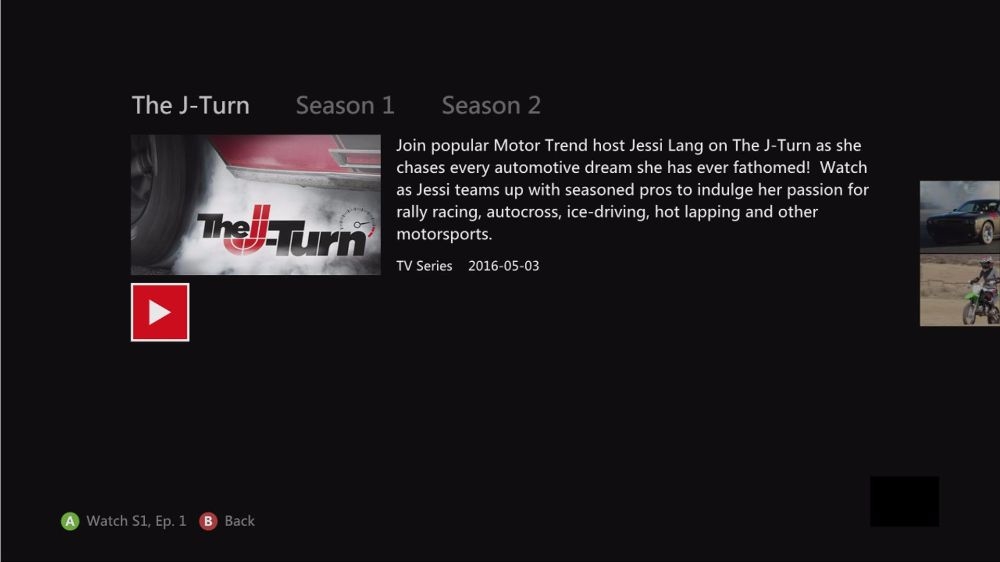 The J-Turn Season 1 Season 2
The J-Turn
Join popular Motor Trend host Jessi Lang on The J-Turn as she
chases every automotive dream she has ever fathomed!  Watch
as Jessi teams up with seasoned pros to indulge her passion for
rally racing, autocross, ice-driving, hot lapping and other
motorsports.
TV Series 2016-05-03
A Watch S1, Ep. 1 B Back